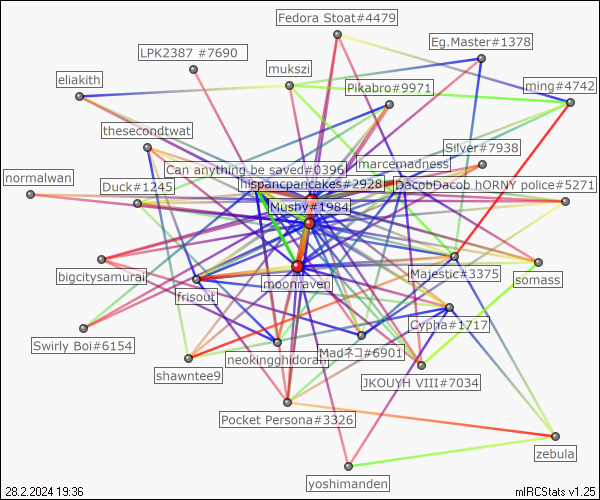 Fedora Stoat#4479
Eg.Master#1378
LPK2387 #7690
mukszi
eliakith
Pikabro#9971
ming#4742
thesecondtwat
Silver#7938
marcemadness
Can anything be saved#0396
normalwan
Duck#1245
hispancpancakes#2928
DacobDacob hORNY police#5271
Mushy#1984
bigcitysamurai
Majestic#3375
somass
moonraven
frisout
Cypha#1717
Swirly Boi#6154
neokingghidorah
Madネコ#6901
shawntee9
JKOUYH VIII#7034
Pocket Persona#3326
zebula
yoshimanden
28.2.2024 19:36
mIRCStats v1.25